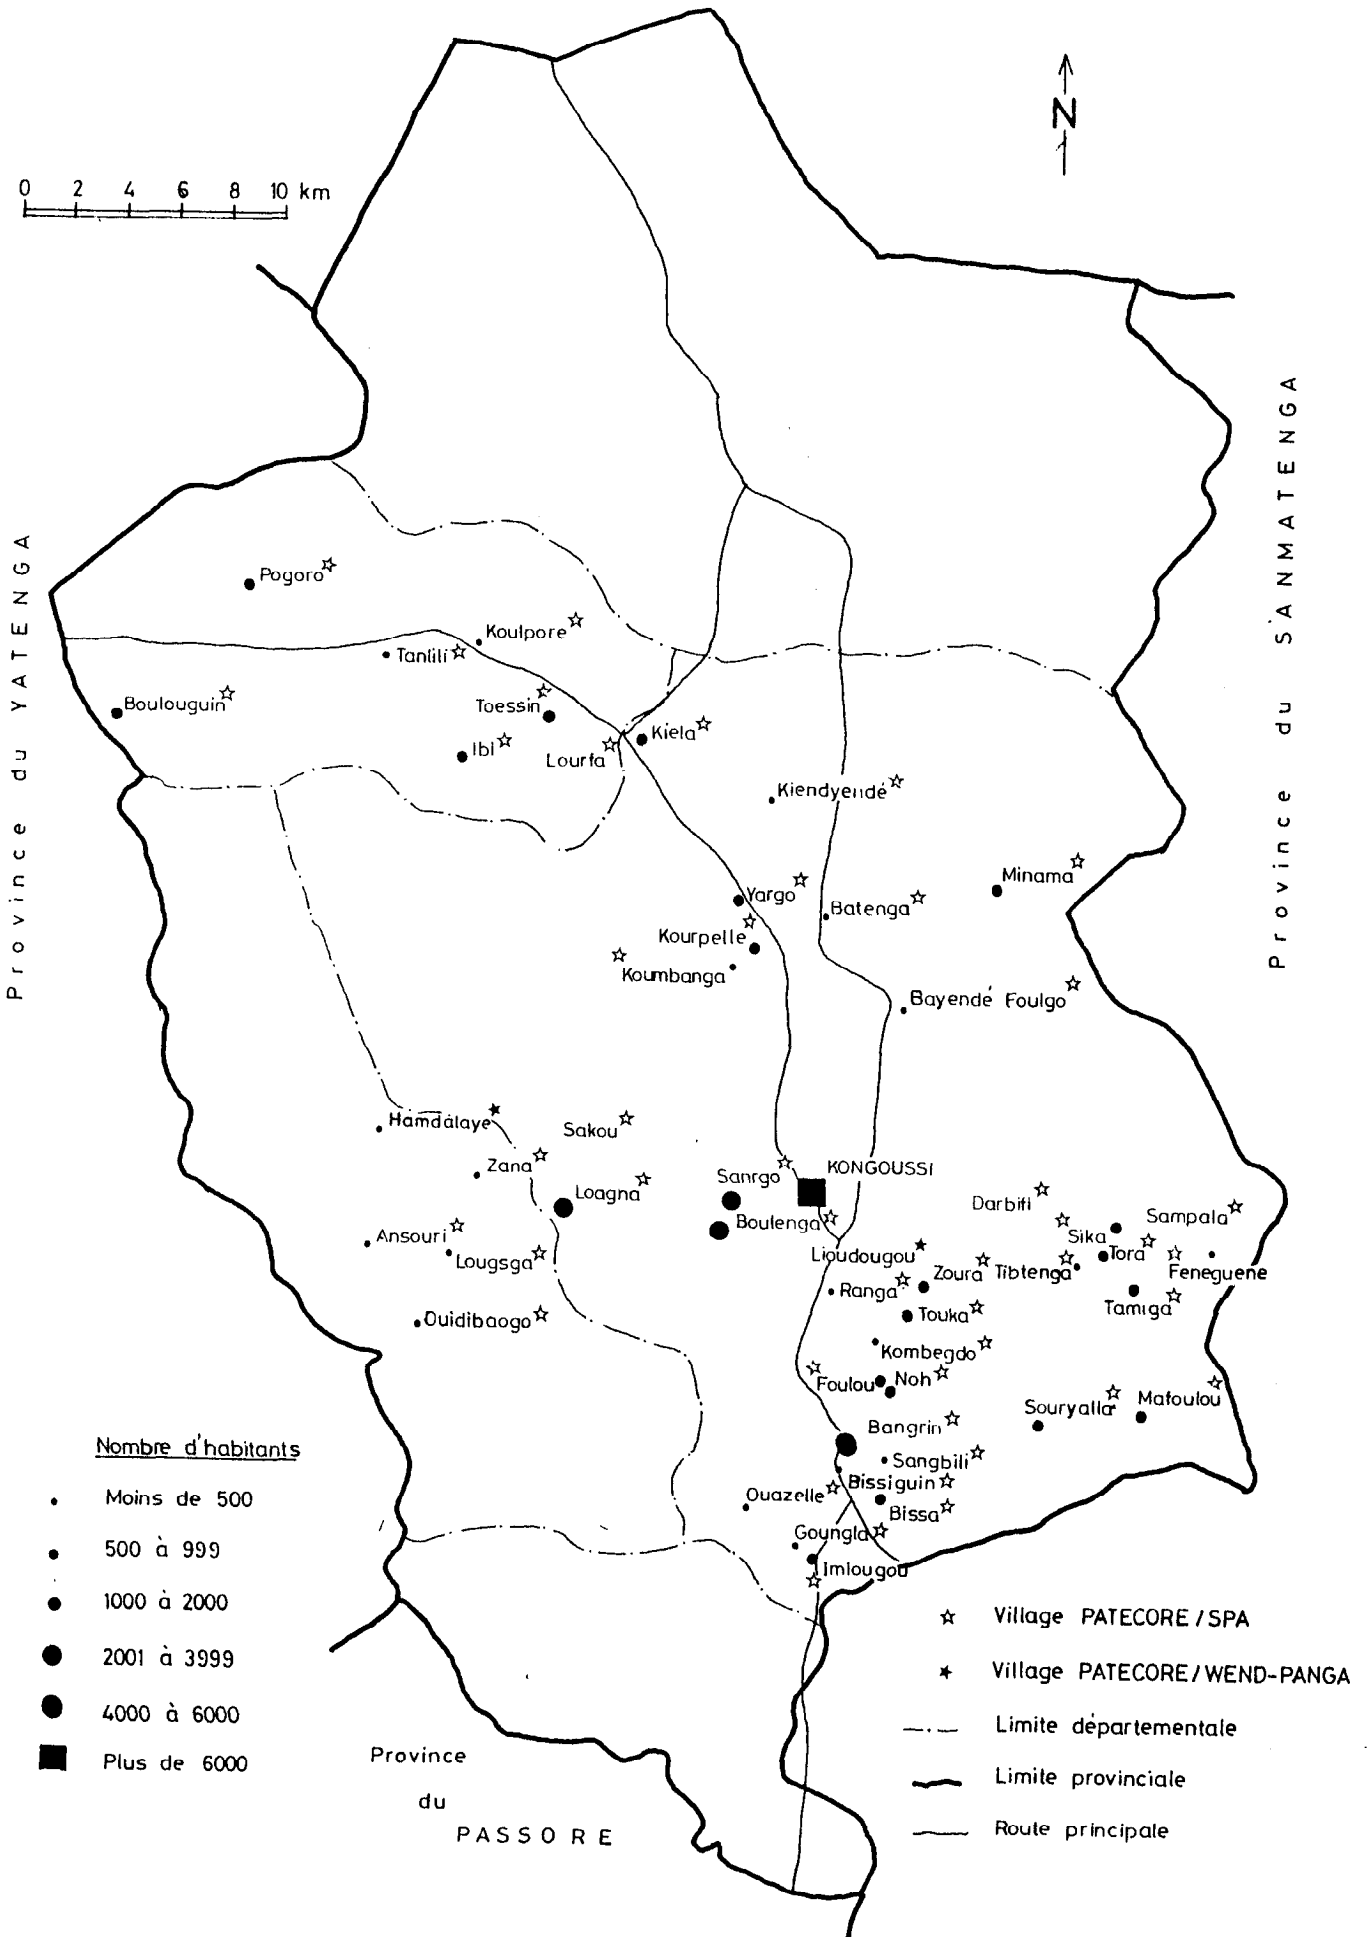 N
0 2 4 6 8 10 km
Province du YATENGA
Province du SANMATENGA
Pogoro
Koulpore
Tanlili
Boulouguin
Toessin
Ibi
Lourfa
Kiela
Kiendyendé
Minama
Yargo
Batenga
Kourpelle
Koumbanga
Bayendé Foulgo
Hamdalaye
Sakou
Zana
Sanrgo
KONGOUSSI
Loagna
Darbiti
Boulenga
Sampala
Ansouri
Sika
Lioudougou
Tora
Lougsga
Zoura
Tibtenga
Feneguene
Ranga
Tamiga
Ouidibaogo
Touka
Kombegdo
Foulou
Noh
Souryalla
Mafoulou
Bangrin
Sangbili
Bissiguin
Ouazelle
Bissa
Goungla
Imiougou
Nombre d'habitants
Moins de 500
500 à 999
1000 à 2000
2001 à 3999
4000 à 6000
Plus de 6000
Village PATECORE/SPA
Village PATECORE/WEND-PANGA
Limite départementale
Limite provinciale
Route principale
Province
du
PASSORE